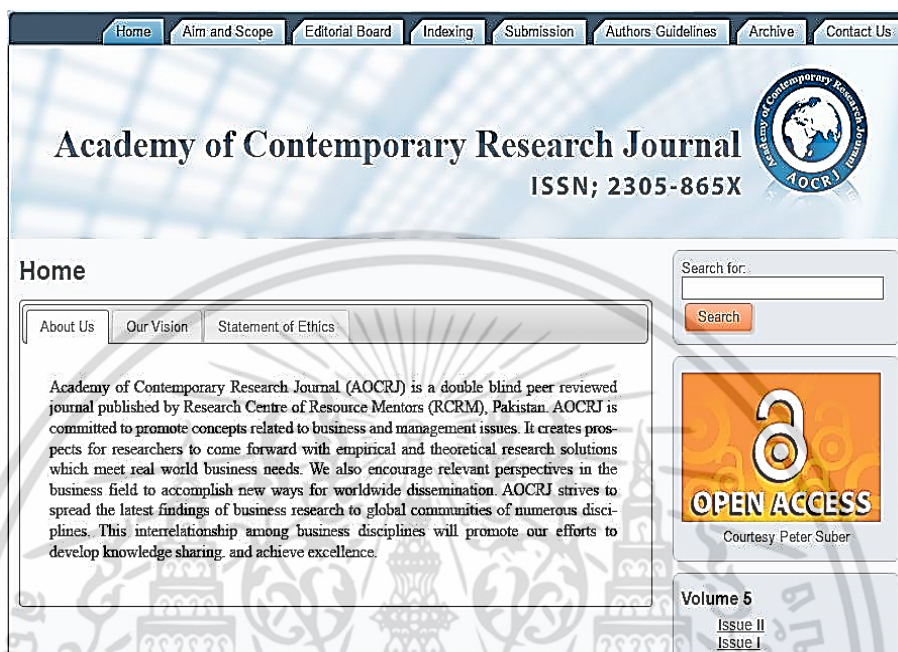 Home Aim and Scope Editorial Board Indexing Submission Authors Guidelines Archive Contact Us
Academy of Contemporary Research Journal
ISSN; 2305-865X
Academy of Contemporary Research Journal
AOCRJ
Home
Search for:
Search
About Us Our Vision Statement of Ethics
Academy of Contemporary Research Journal (AOCRJ) is a double blind peer reviewed
journal published by Research Centre of Resource Mentors (RCRM), Pakistan. AOCRJ is
committed to promote concepts related to business and management issues. It creates pros-
pects for researchers to come forward with empirical and theoretical research solutions
which meet real world business needs. We also encourage relevant perspectives in the
business field to accomplish new ways for worldwide dissemination. AOCRJ strives to
spread the latest findings of business research to global communities of numerous disci-
plines. This interrelationship among business disciplines will promote our efforts to
develop knowledge sharing. and achieve excellence.
OPEN ACCESS
Courtesy Peter Suber
Volume 5
Issue II
Issue I